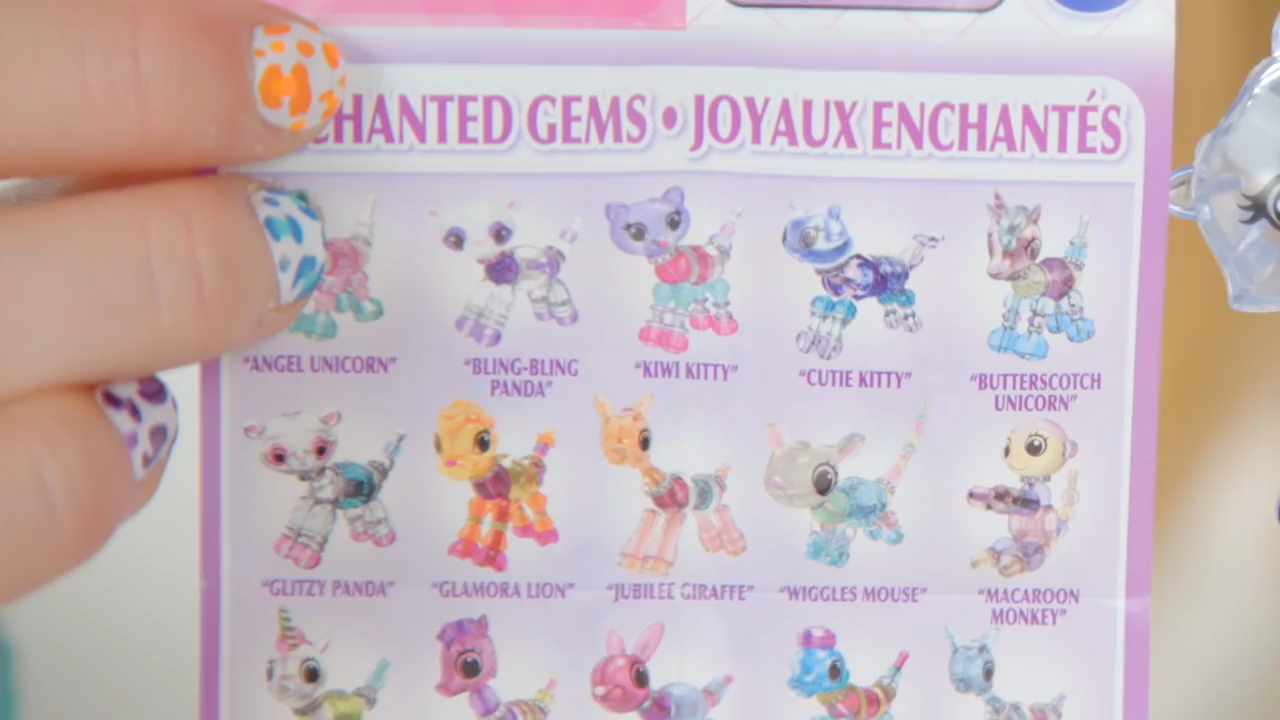 CHANTED GEMS • JOYAUX ENCHANTÉS
"ANGEL UNICORN"
"BLING-BLING
PANDA"
"KIWI KITTY"
"CUTIE KITTY"
"BUTTERSCOTCH
UNICORN"
"GLITZY PANDA"
"GLAMORA LION"
"JUBILEE GIRAFFE"
"WIGGLES MOUSE"
"MACAROON
MONKEY"